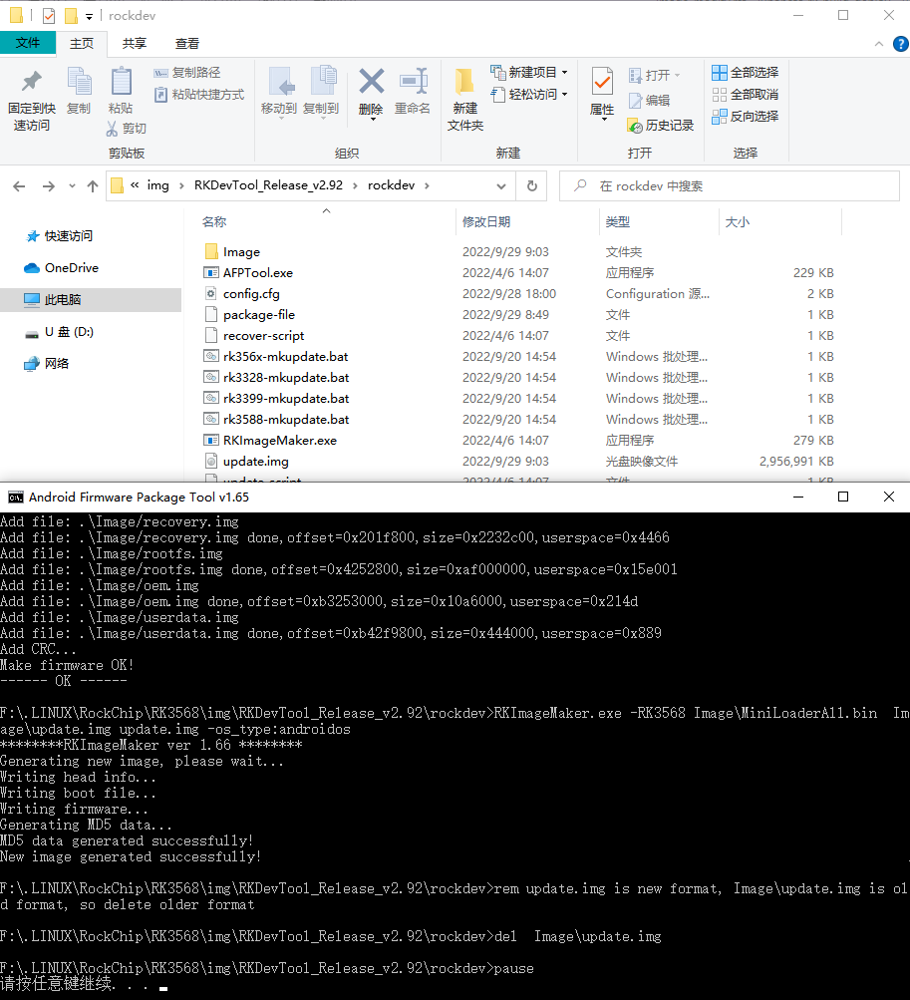 rockdev
文件 主页 共享 查看
固定到快速访问 复制 粘贴 复制路径 粘贴快捷方式 剪切 移动到 复制到 删除 重命名 新建文件夹 新建项目 轻松访问 属性 打开 编辑 历史记录 全部选择 全部取消 反向选择
剪贴板 组织 新建 打开 选择
« img › RKDevTool_Release_v2.92 › rockdev › 在 rockdev 中搜索
名称 修改日期 类型 大小
快速访问
OneDrive
此电脑
U 盘 (D:)
网络
Image 2022/9/29 9:03 文件夹
AFPTool.exe 2022/4/6 14:07 应用程序 229 KB
config.cfg 2022/9/28 18:00 Configuration 源... 2 KB
package-file 2022/9/29 8:49 文件 1 KB
recover-script 2022/4/6 14:07 文件 1 KB
rk356x-mkupdate.bat 2022/9/20 14:54 Windows 批处理... 1 KB
rk3328-mkupdate.bat 2022/9/20 14:54 Windows 批处理... 1 KB
rk3399-mkupdate.bat 2022/9/20 14:54 Windows 批处理... 1 KB
rk3588-mkupdate.bat 2022/9/20 14:54 Windows 批处理... 1 KB
RKImageMaker.exe 2022/4/6 14:07 应用程序 279 KB
update.img 2022/9/29 9:03 光盘映像文件 2,956,991 KB
update-script 2022/4/6 14:07 文件 1 KB
Android Firmware Package Tool v1.65
Add file: .\Image/recovery.img
Add file: .\Image/recovery.img done,offset=0x201f800,size=0x2232c00,userspace=0x4466
Add file: .\Image/rootfs.img
Add file: .\Image/rootfs.img done,offset=0x4252800,size=0xaf000000,userspace=0x15e001
Add file: .\Image/oem.img
Add file: .\Image/oem.img done,offset=0xb3253000,size=0x10a6000,userspace=0x214d
Add file: .\Image/userdata.img
Add file: .\Image/userdata.img done,offset=0xb42f9800,size=0x444000,userspace=0x889
Add CRC...
Make firmware OK!
------ OK ------
F:\.LINUX\RockChip\RK3568\img\RKDevTool_Release_v2.92\rockdev>RKImageMaker.exe -RK3568 Image\MiniLoaderAll.bin  Im
age\update.img update.img -os_type:androidos
********RKImageMaker ver 1.66 ********
Generating new image, please wait...
Writing head info...
Writing boot file...
Writing firmware...
Generating MD5 data...
MD5 data generated successfully!
New image generated successfully!
F:\.LINUX\RockChip\RK3568\img\RKDevTool_Release_v2.92\rockdev>rem update.img is new format, Image\update.img is ol
d format, so delete older format
F:\.LINUX\RockChip\RK3568\img\RKDevTool_Release_v2.92\rockdev>del  Image\update.img
F:\.LINUX\RockChip\RK3568\img\RKDevTool_Release_v2.92\rockdev>pause
请按任意键继续. . .